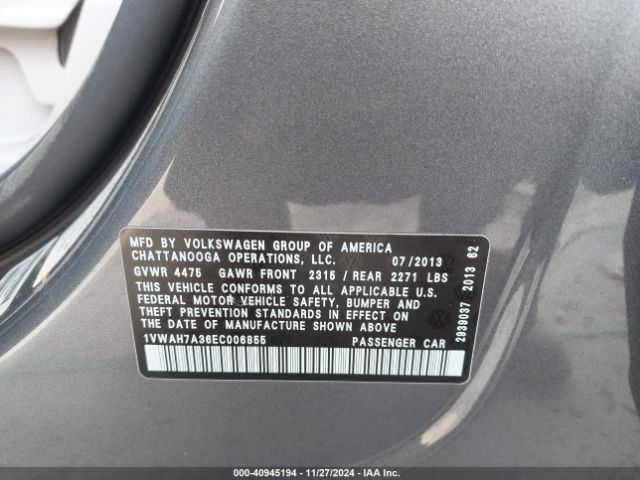 MFD BY VOLKSWAGEN GROUP OF AMERICA
CHATTANOOGA OPERATIONS, LLC. 07/2013
GVWR 4475 GAWR FRONT 2315 / REAR 2271 LBS
THIS VEHICLE CONFORMS TO ALL APPLICABLE U.S.
FEDERAL MOTOR VEHICLE SAFETY, BUMPER AND
THEFT PREVENTION STANDARDS IN EFFECT ON
THE DATE OF MANUFACTURE SHOWN ABOVE
1VWAH7A36EC006855 PASSENGER CAR
2939037 2013 62
000-40945194 | 11/27/2024 - IAA Inc.